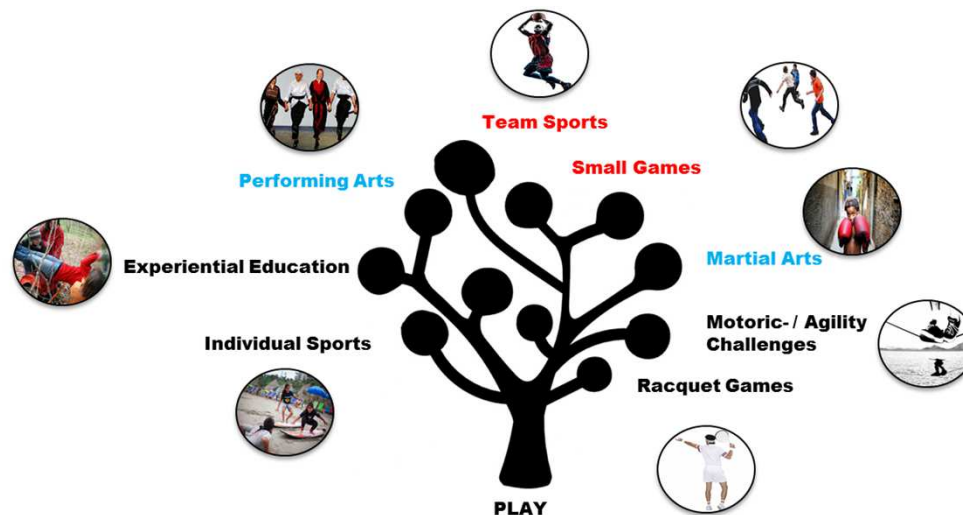 Team Sports
Small Games
Performing Arts
Martial Arts
Experiential Education
Motoric- / Agility
Challenges
Individual Sports
Racquet Games
PLAY